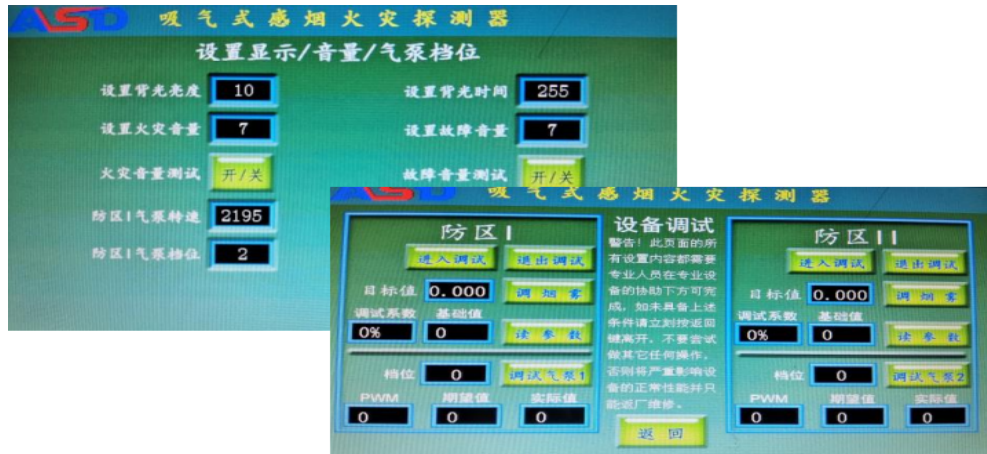 ASD 吸气式感烟火灾探测器
设置显示/音量/气泵档位
设置背光亮度 10 设置背光时间 255
设置火灾音量 7 设置故障音量 7
火灾音量测试 开/关 故障音量测试 开/关
防区I气泵转速 2195
防区I气泵档位 2
吸气式感烟火灾探测器
防区I
进入调试 退出调试
目标值 0.000 调烟雾
调试系数 基础值
0% 0 读参数
档位 0 调试气泵1
PWM 期望值 实际值
0 0 0
设备调试
警告！此页面的所
有设置内容都需要
专业人员在专业设
备的协助下方可完
成，如未具备上述
条件请立刻按返回
键离开。不要尝试
做其它任何操作。
否则将严重影响设
备的正常性能并只
能返厂维修。
返回
防区II
进入调试 退出调试
目标值 0.000 调烟雾
调试系数 基础值
0% 0 读参数
档位 0 调试气泵2
PWM 期望值 实际值
0 0 0